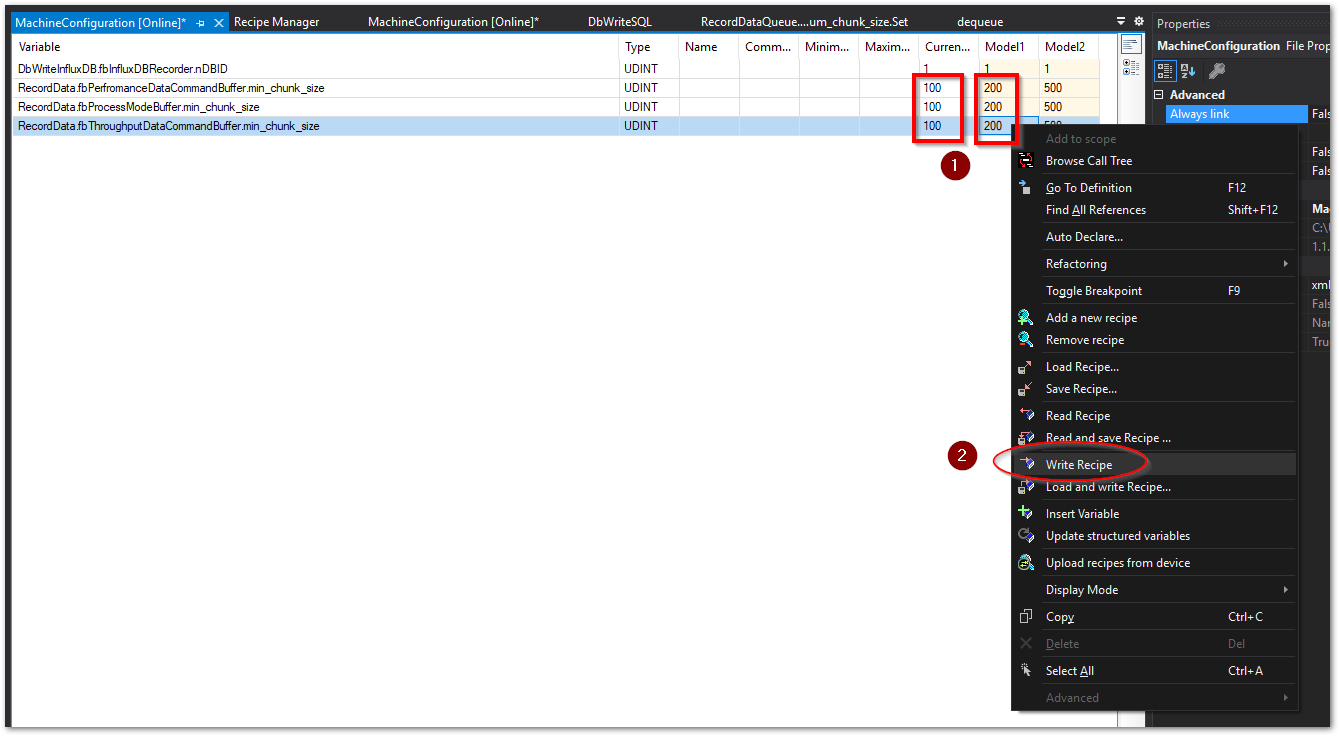 MachineConfiguration [Online]* Recipe Manager MachineConfiguration [Online]* DbWriteSQL RecordDataQueue....um_chunk_size.Set dequeue
Properties
MachineConfiguration File Prop
Variable Type Name Comm... Minim... Maxim... Curren... Model1 Model2
DbWriteInfluxDB.fbInfluxDBRecorder.nDBID UDINT 1 1 1
RecordData.fbPerfromanceDataCommandBuffer.min_chunk_size UDINT 100 200 500
RecordData.fbProcessModeBuffer.min_chunk_size UDINT 100 200 500
RecordData.fbThroughputDataCommandBuffer.min_chunk_size UDINT 100 200 500
1
Advanced
Always link Fals
Fals
Fals
Ma
C:\
1.1.
xml
Fals
Nan
Tru
Add to scope
Browse Call Tree
Go To Definition F12
Find All References Shift+F12
Auto Declare...
Refactoring
Toggle Breakpoint F9
Add a new recipe
Remove recipe
Load Recipe...
Save Recipe...
Read Recipe
Read and save Recipe ...
2
Write Recipe
Load and write Recipe...
Insert Variable
Update structured variables
Upload recipes from device
Display Mode
Copy Ctrl+C
Delete Del
Select All Ctrl+A
Advanced